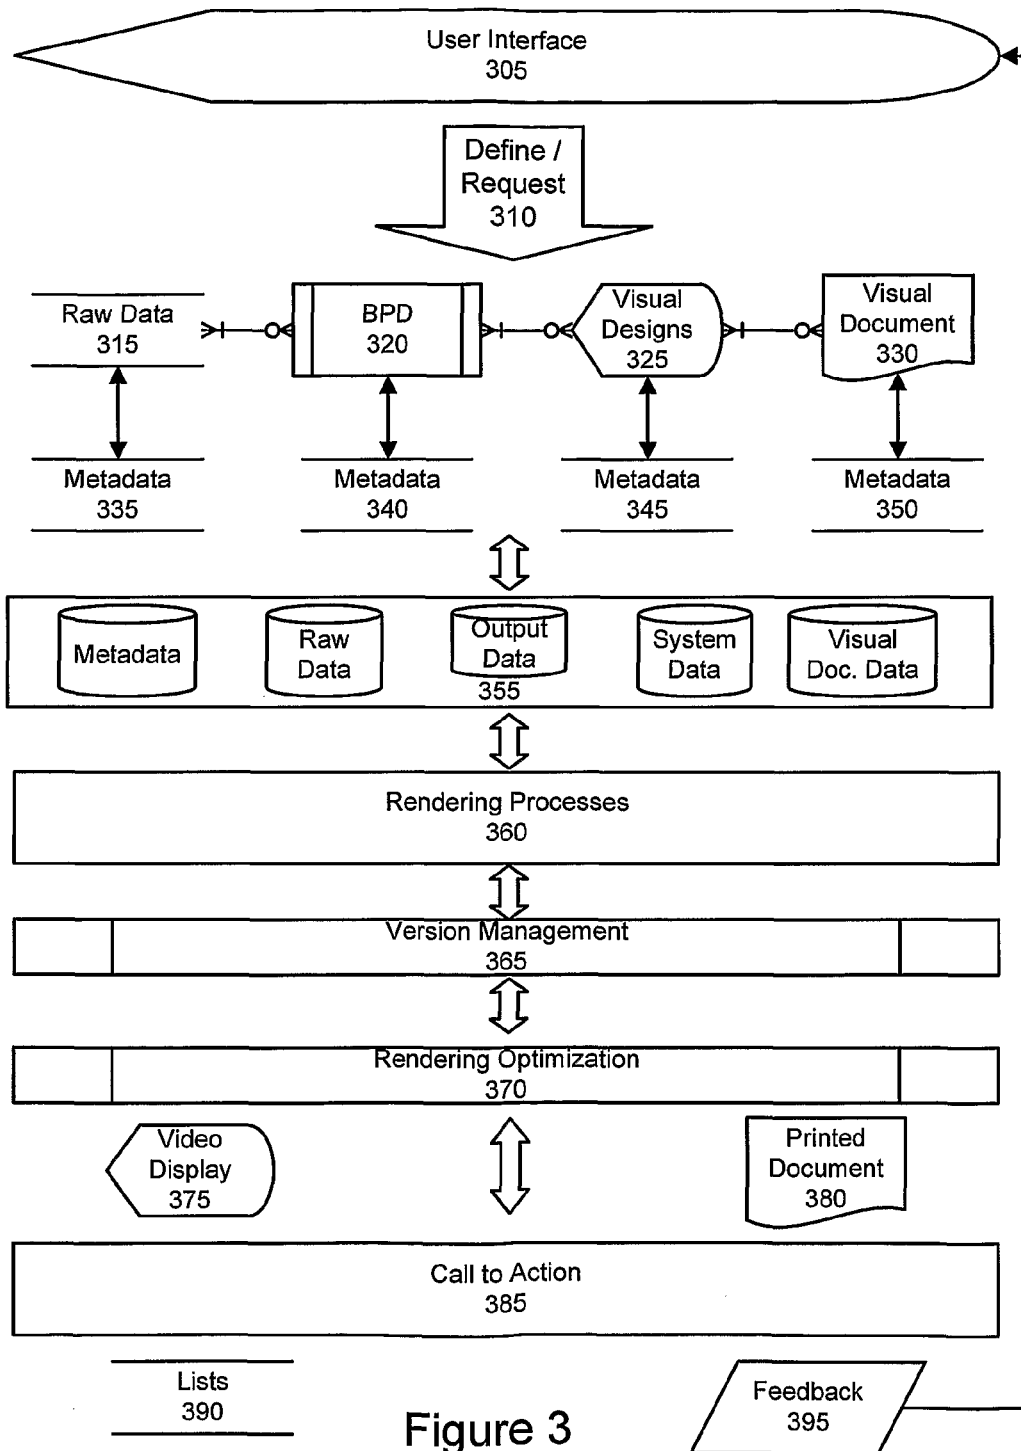 User Interface
305
Define /
Request
310
Raw Data
315
BPD
320
Visual
Designs
325
Visual
Document
330
Metadata
335
Metadata
340
Metadata
345
Metadata
350
Metadata
Raw
Data
Output
Data
355
System
Data
Visual
Doc. Data
Rendering Processes
360
Version Management
365
Rendering Optimization
370
Video
Display
375
Printed
Document
380
Call to Action
385
Lists
390
Feedback
395
Figure 3